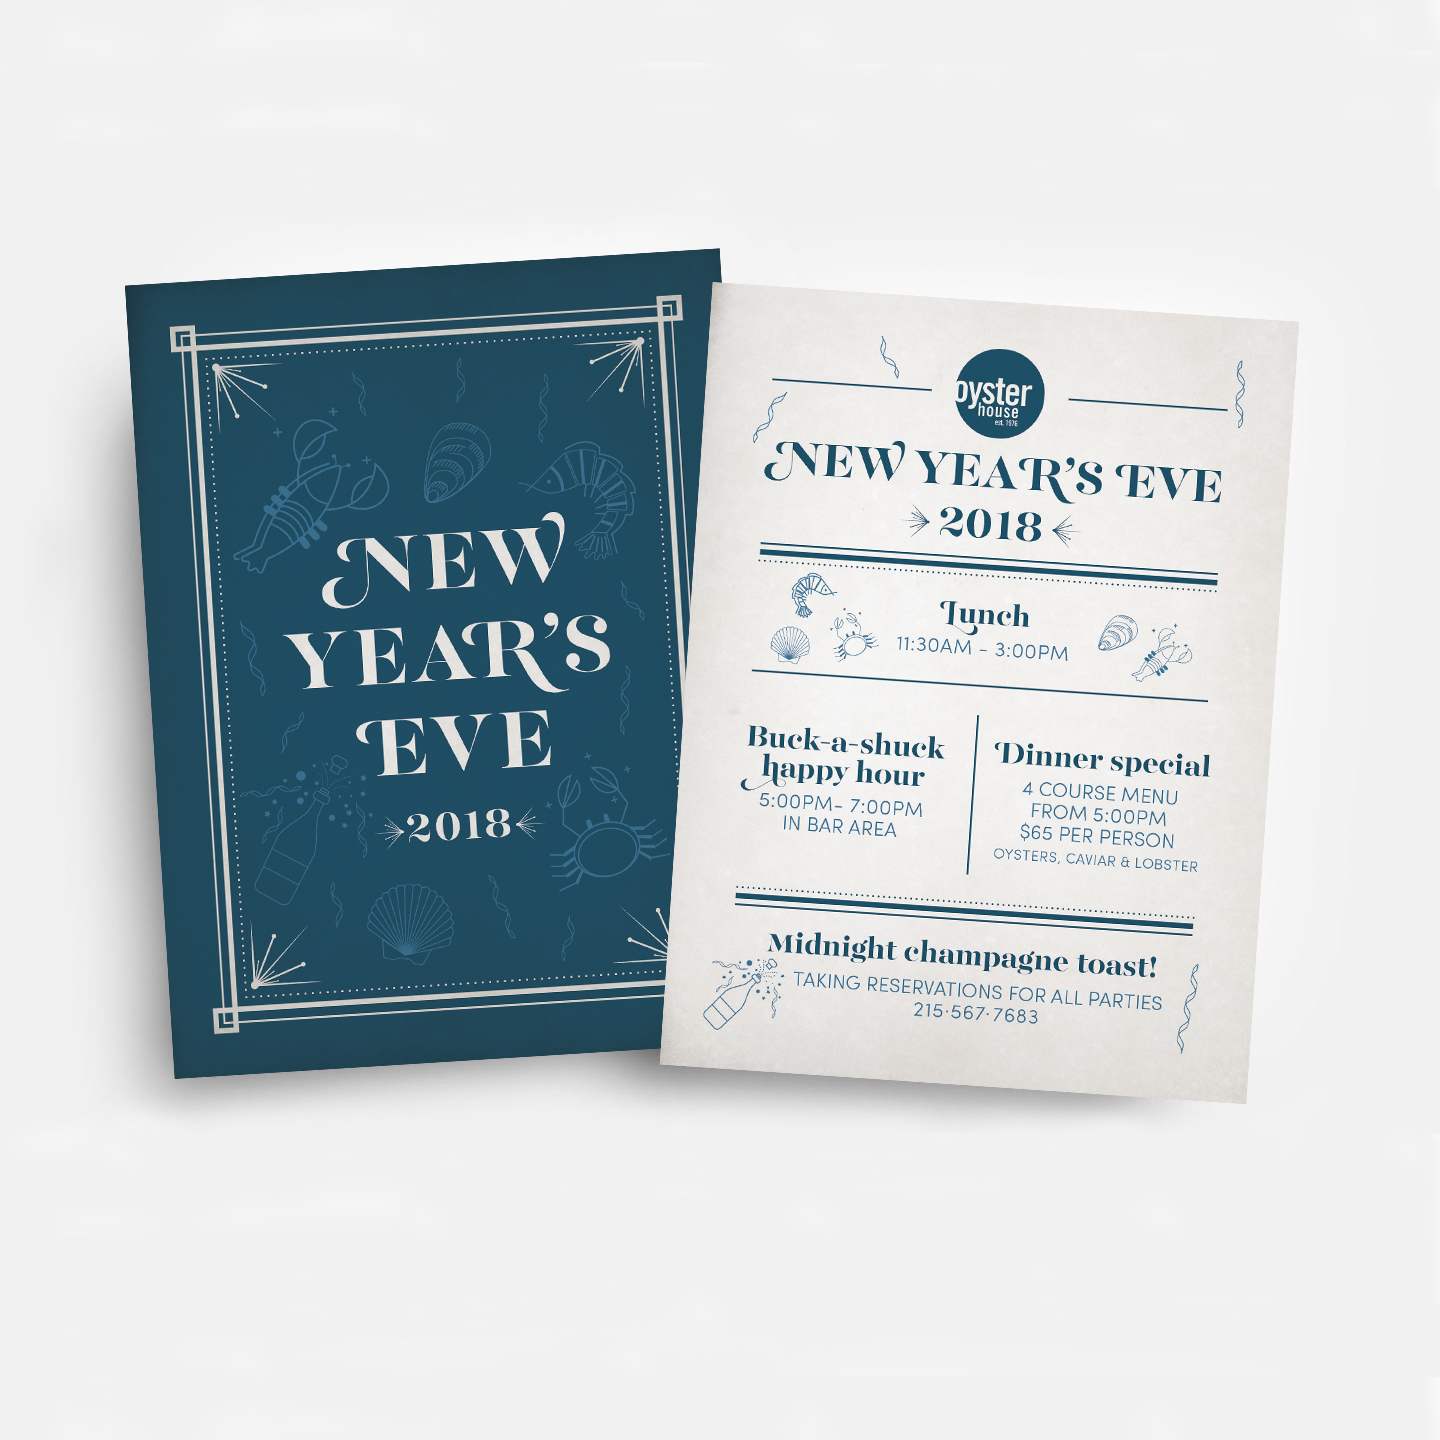 NEW
YEAR'S
EVE
2018
oyster
house
est. 1976
NEW YEAR'S EVE
2018
Lunch
11:30AM - 3:00PM
Buck-a-shuck
happy hour
5:00PM- 7:00PM
IN BAR AREA
Dinner special
4 COURSE MENU
FROM 5:00PM
$65 PER PERSON
OYSTERS, CAVIAR & LOBSTER
Midnight champagne toast!
TAKING RESERVATIONS FOR ALL PARTIES
215·567·7683